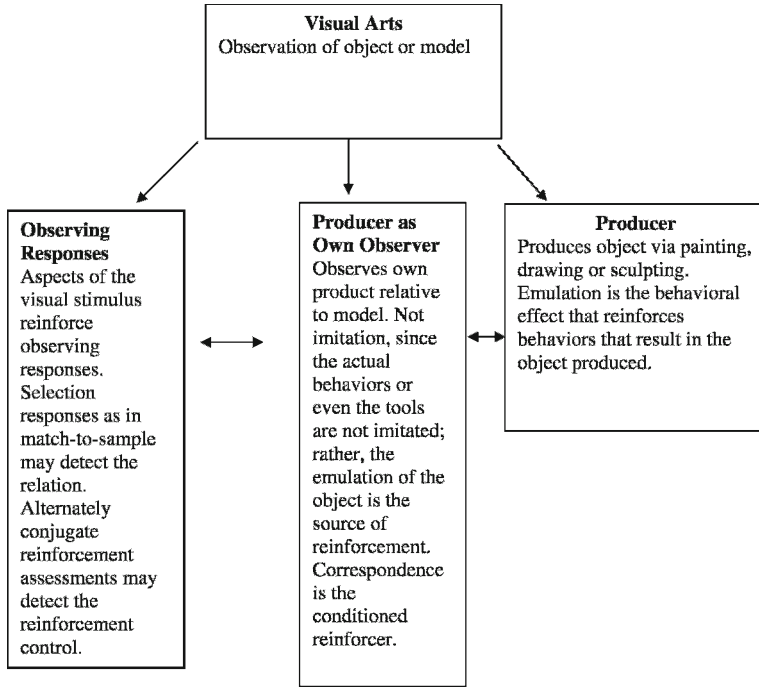 Visual Arts
Observation of object or model
Observing
Responses
Aspects of the
visual stimulus
reinforce
observing
responses.
Selection
responses as in
match-to-sample
may detect the
relation.
Alternately
conjugate
reinforcement
assessments may
detect the
reinforcement
control.
Producer as
Own Observer
Observes own
product relative
to model. Not
imitation, since
the actual
behaviors or
even the tools
are not imitated;
rather, the
emulation of the
object is the
source of
reinforcement.
Correspondence
is the
conditioned
reinforcer.
Producer
Produces object via painting,
drawing or sculpting.
Emulation is the behavioral
effect that reinforces
behaviors that result in the
object produced.